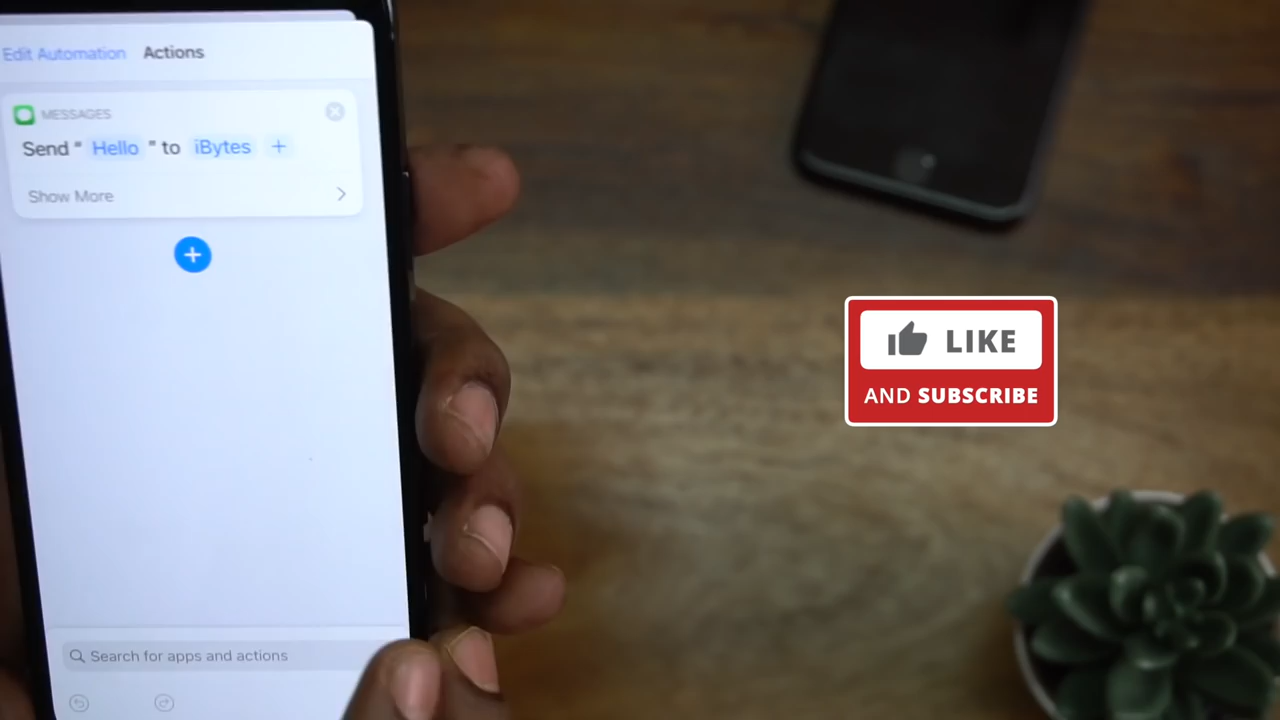 Edit Automation Actions
MESSAGES
Send “ Hello ” to iBytes +
Show More
LIKE
AND SUBSCRIBE
Search for apps and actions